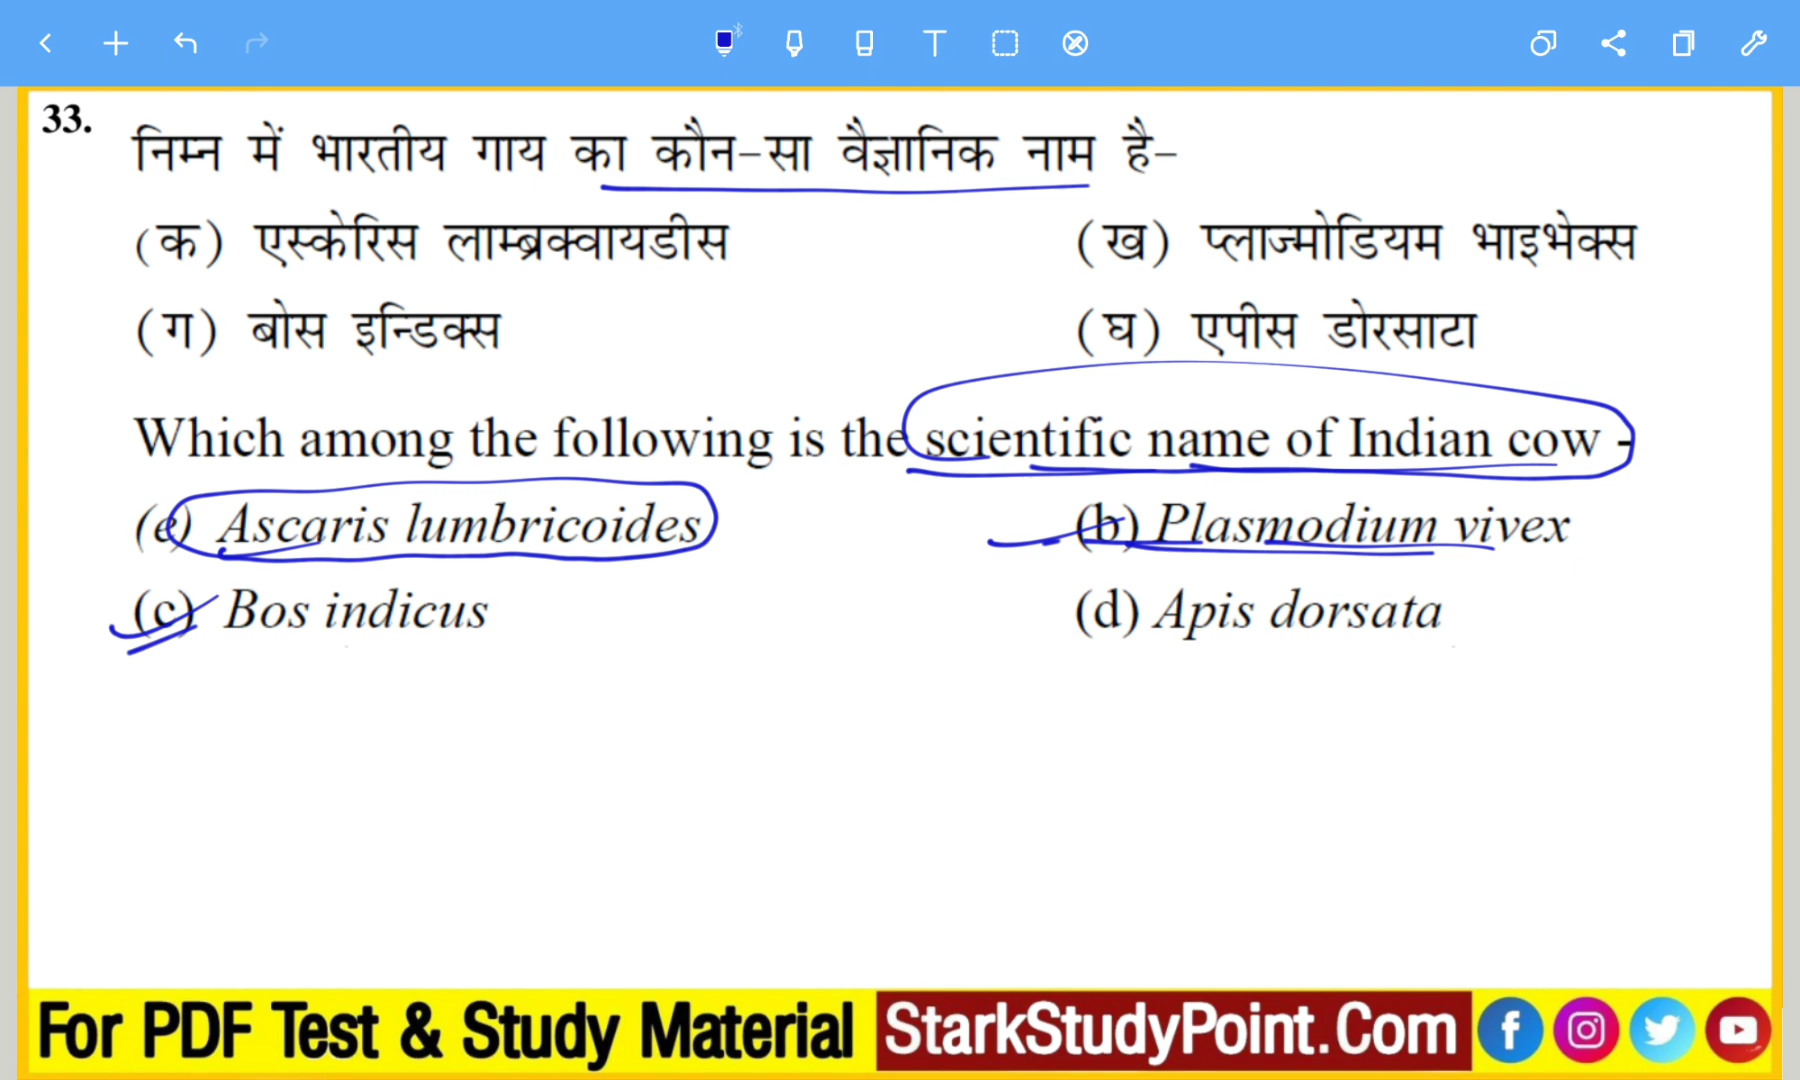 33.
निम्न में भारतीय गाय का कौन-सा वैज्ञानिक नाम है-
(क) एस्केरिस लाम्ब्रक्वायडीस (ख) प्लाज्मोडियम भाइभेक्स
(ग) बोस इन्डिक्स (घ) एपीस डोरसाटा
Which among the following is the scientific name of Indian cow -
(e) Ascaris lumbricoides (b) Plasmodium vivex
(c) Bos indicus (d) Apis dorsata
For PDF Test & Study Material StarkStudyPoint.Com